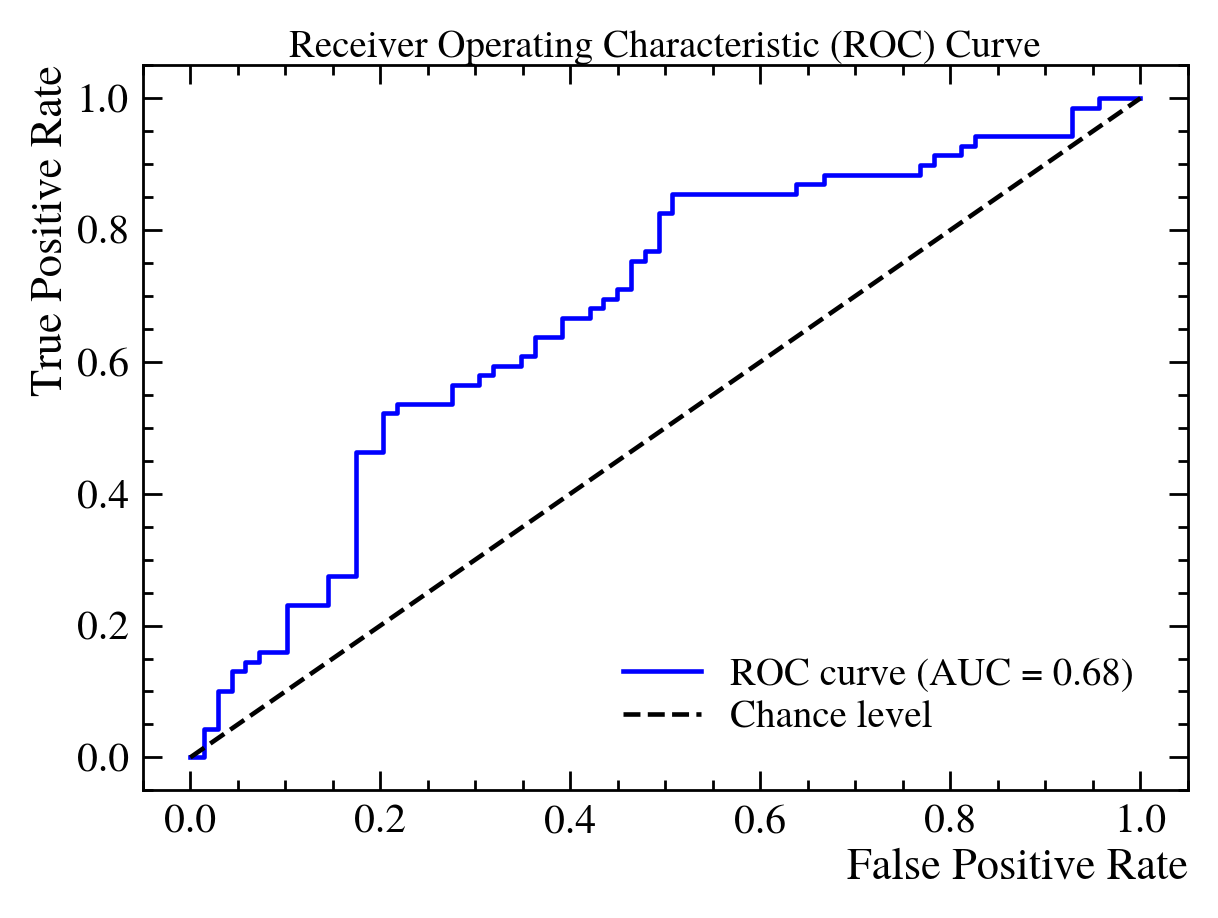 Receiver Operating Characteristic (ROC) Curve
True Positive Rate
1.0
0.8
0.6
0.4
0.2
0.0
ROC curve (AUC = 0.68)
Chance level
0.0 0.2 0.4 0.6 0.8 1.0
False Positive Rate